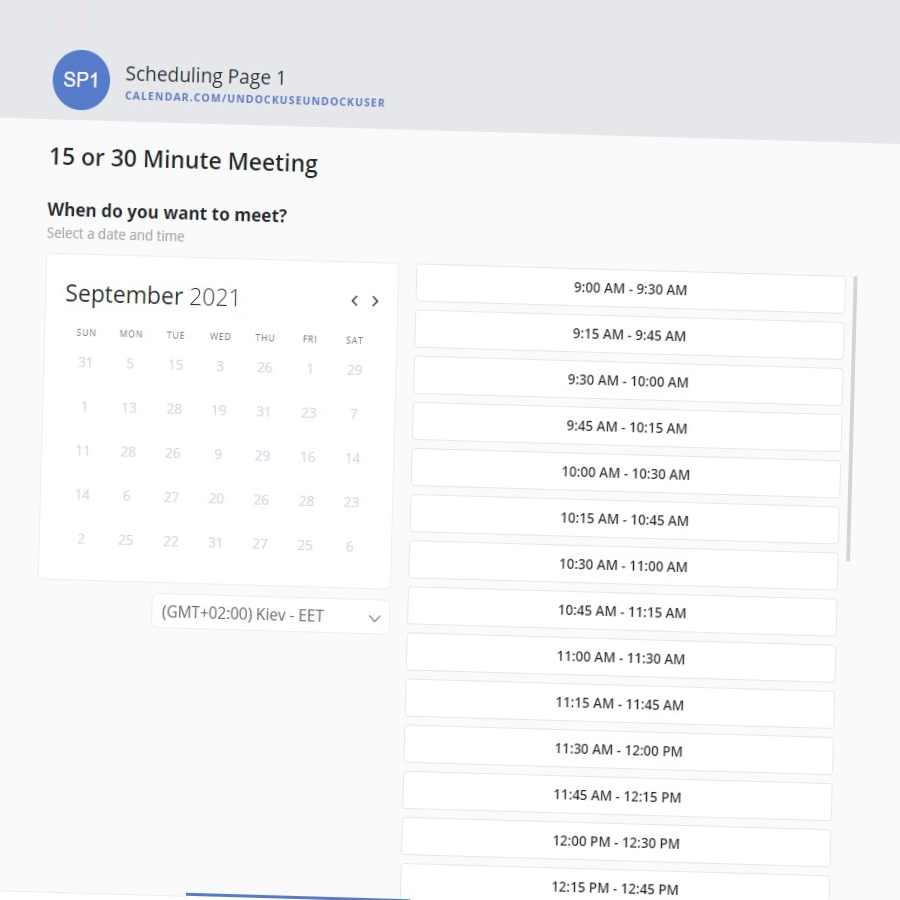 SP1
Scheduling Page 1
CALENDAR.COM/UNDOCKUSEUNDOCKUSER
15 or 30 Minute Meeting
When do you want to meet?
Select a date and time
September 2021
SUN MON TUE WED THU FRI SAT
31 5 15 3 26 1 29
1 13 28 19 31 23 7
11 28 26 9 29 16 14
14 6 27 20 26 28 23
2 25 22 31 27 25 6
(GMT+02:00) Kiev - EET
9:00 AM - 9:30 AM
9:15 AM - 9:45 AM
9:30 AM - 10:00 AM
9:45 AM - 10:15 AM
10:00 AM - 10:30 AM
10:15 AM - 10:45 AM
10:30 AM - 11:00 AM
10:45 AM - 11:15 AM
11:00 AM - 11:30 AM
11:15 AM - 11:45 AM
11:30 AM - 12:00 PM
11:45 AM - 12:15 PM
12:00 PM - 12:30 PM
12:15 PM - 12:45 PM